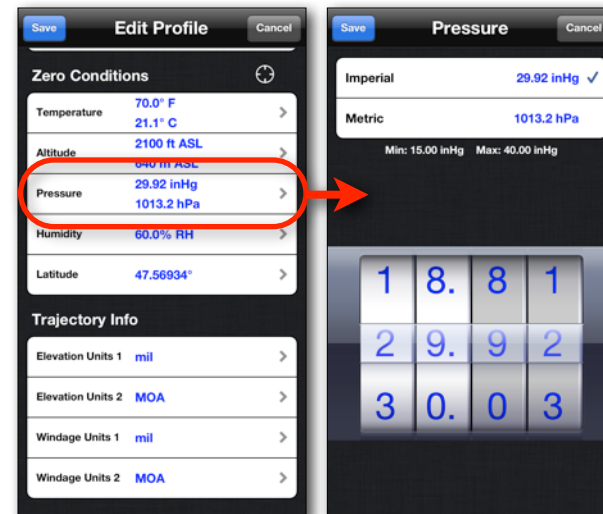 Save Edit Profile Cancel
Zero Conditions
Temperature 70.0° F
21.1° C
Altitude 2100 ft ASL
640 m ASL
Pressure 29.92 inHg
1013.2 hPa
Humidity 60.0% RH
Latitude 47.56934°
Trajectory Info
Elevation Units 1 mil
Elevation Units 2 MOA
Windage Units 1 mil
Windage Units 2 MOA
Save Pressure Cancel
Imperial 29.92 inHg ✓
Metric 1013.2 hPa
Min: 15.00 inHg Max: 40.00 inHg
1 8. 8 1
2 9. 9 2
3 0. 0 3